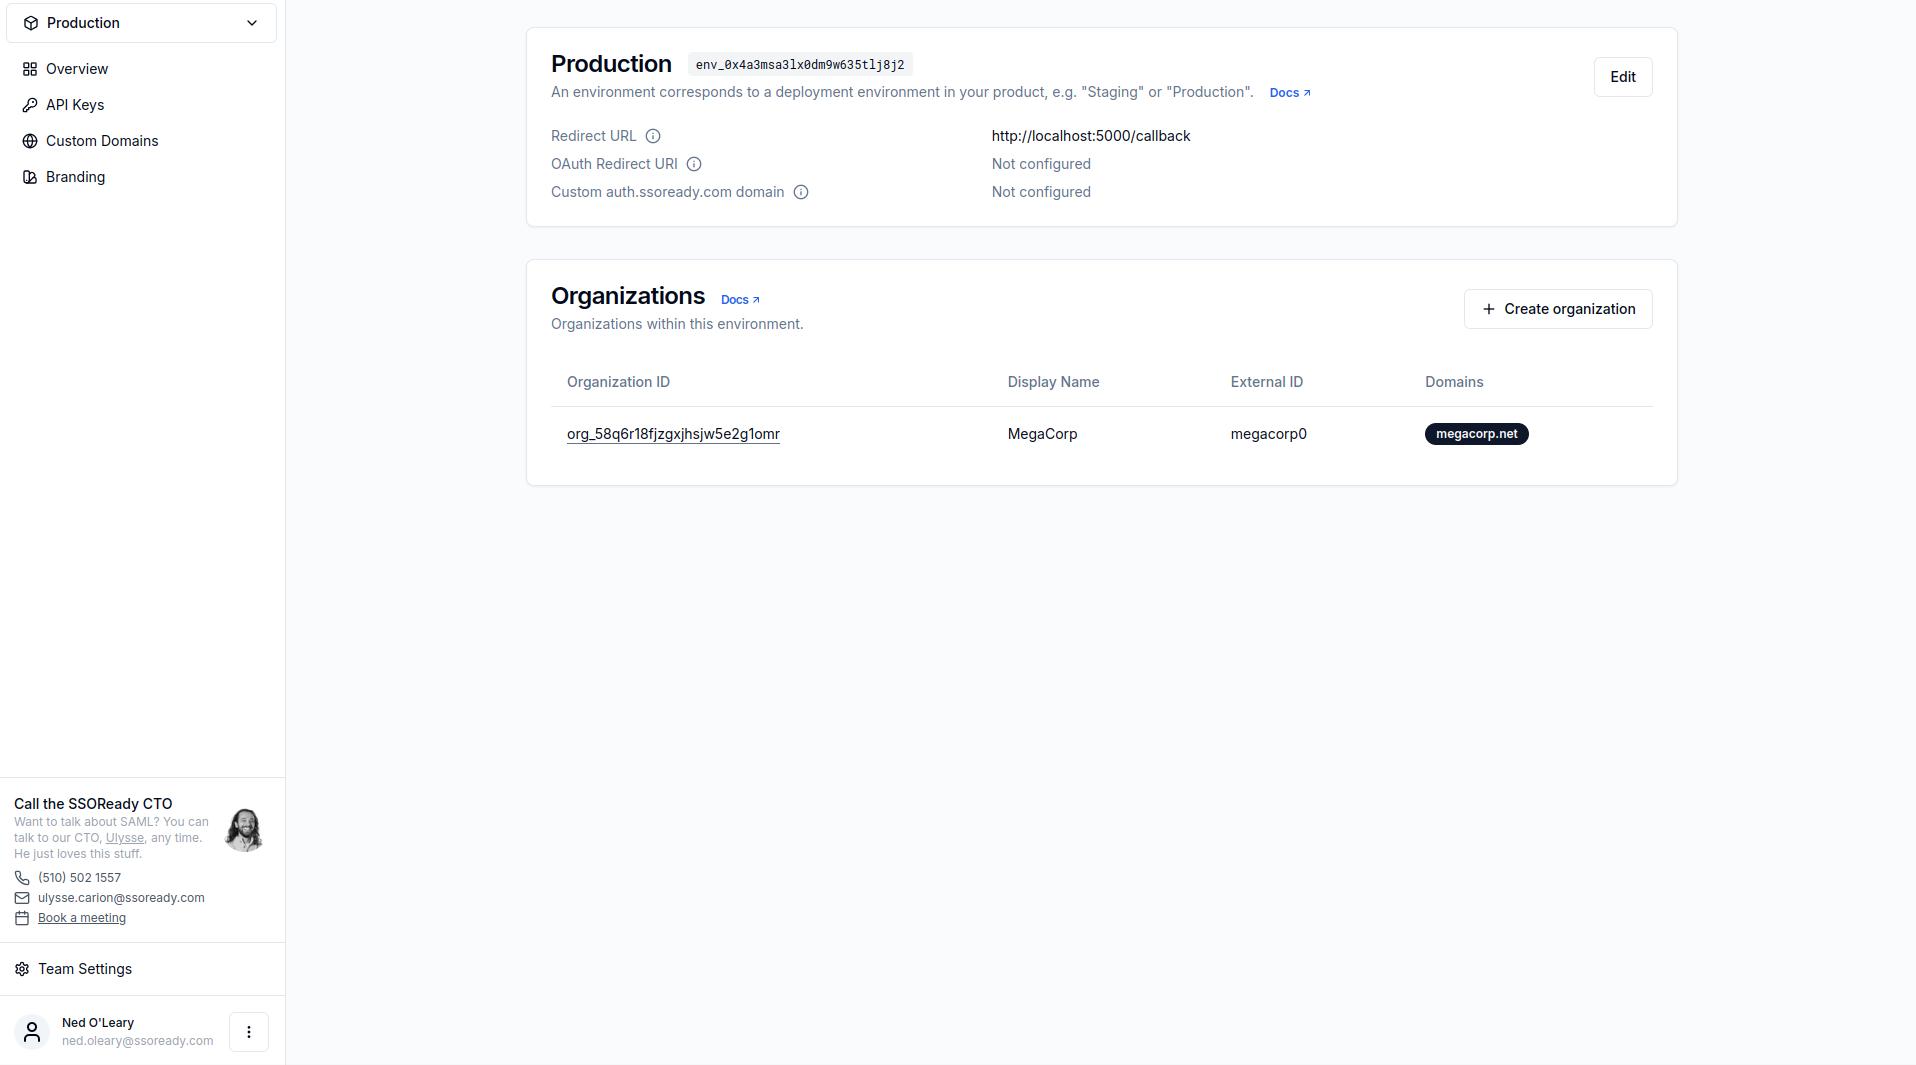 Production
Overview
API Keys
Custom Domains
Branding
Call the SSOReady CTO
Want to talk about SAML? You can
talk to our CTO, Ulysse, any time.
He just loves this stuff.
(510) 502 1557
ulysse.carion@ssoready.com
Book a meeting
Team Settings
Ned O'Leary
ned.oleary@ssoready.com
Production env_0x4a3msa3lx0dm9w635tlj8j2
Edit
An environment corresponds to a deployment environment in your product, e.g. "Staging" or "Production". Docs
Redirect URL http://localhost:5000/callback
OAuth Redirect URI Not configured
Custom auth.ssoready.com domain Not configured
Organizations Docs
Organizations within this environment.
Create organization
Organization ID Display Name External ID Domains
org_58q6r18fjzgxjhsjw5e2g1omr MegaCorp megacorp0 megacorp.net